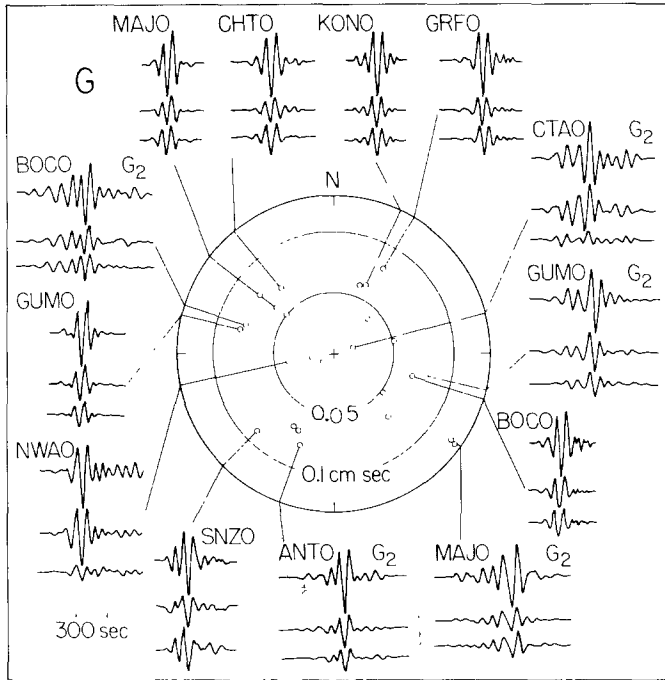 MAJO CHTO KONO GRFO
G
CTAO G2
BOCO G2
N
GUMO G2
GUMO
0.05
BOCO
NWAO
0.1 cm sec
SNZO
ANTO G2
MAJO G2
300 sec